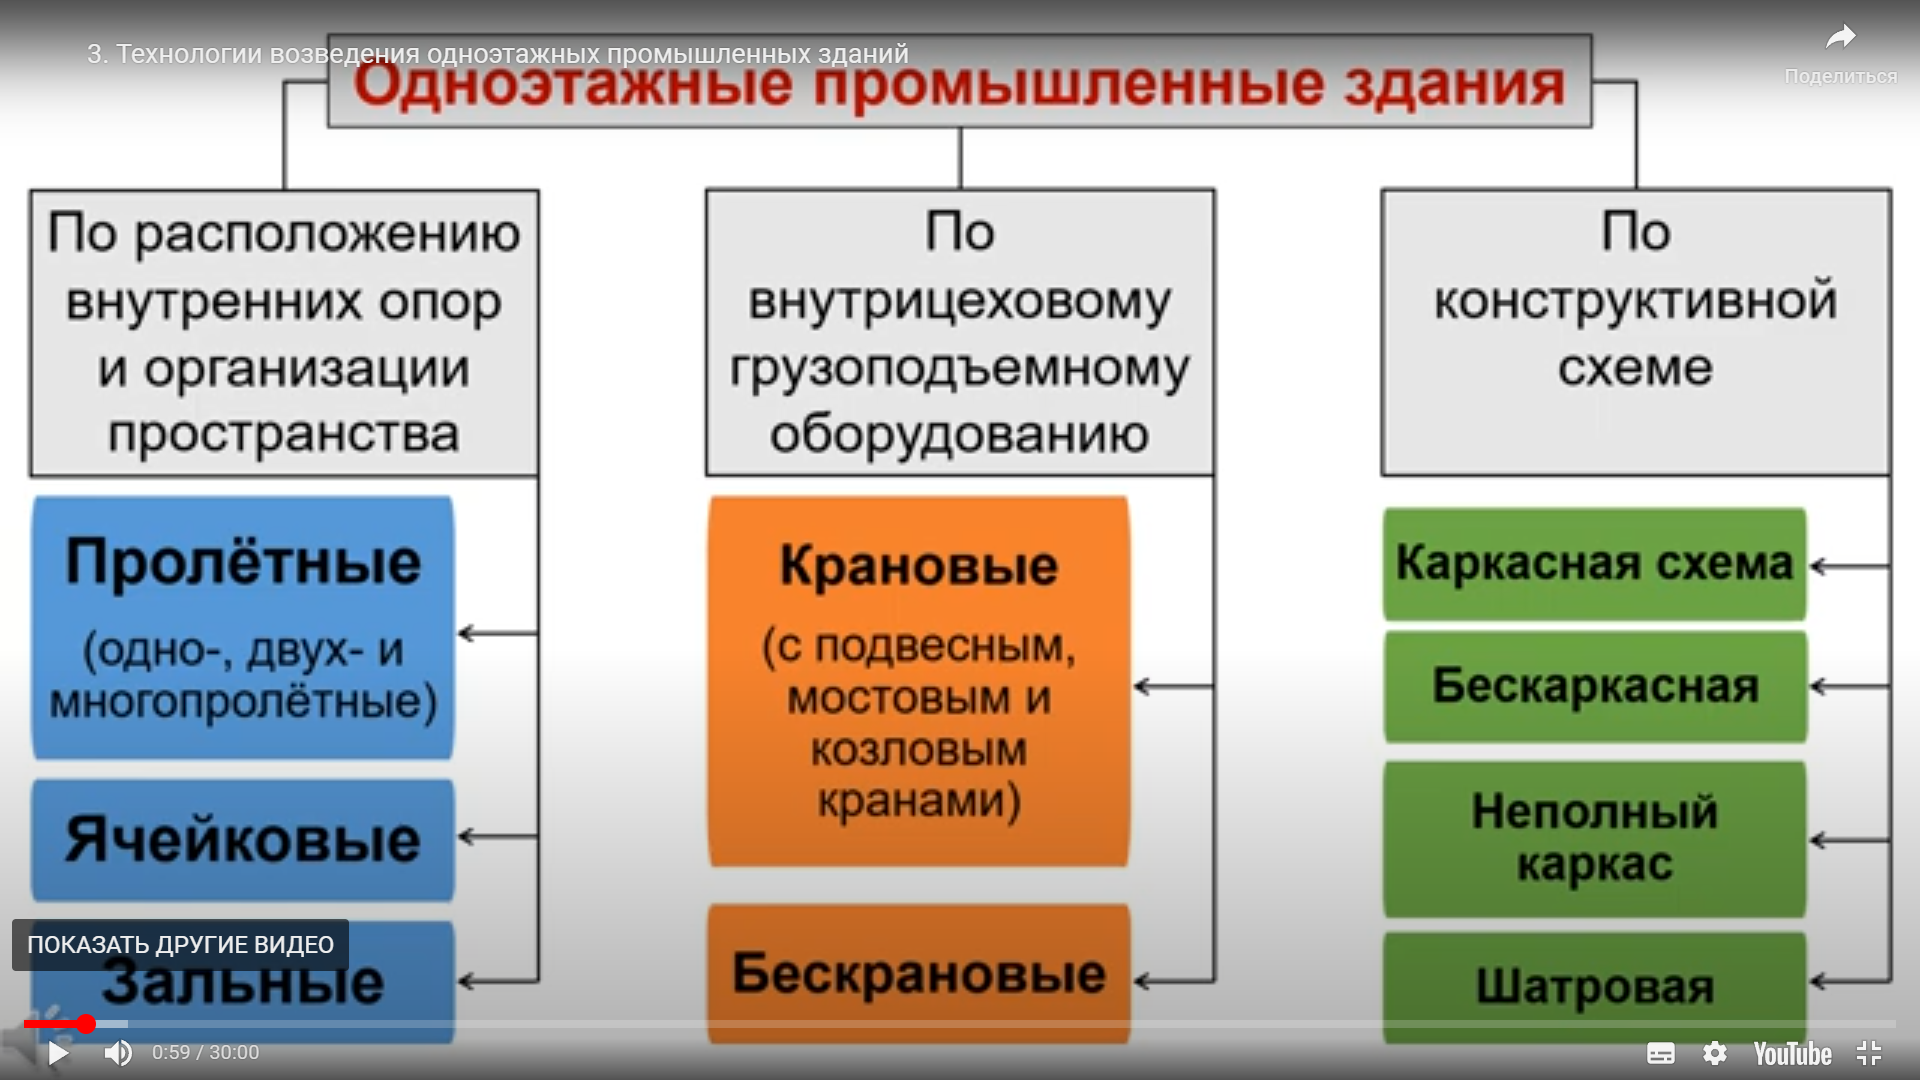 3. Технологии возведения одноэтажных промышленных зданий
Поделиться
Одноэтажные промышленные здания
По расположению
внутренних опор
и организации
пространства
Пролётные
(одно-, двух- и
многопролётные)
Ячейковые
Зальные
По
внутрицеховому
грузоподъемному
оборудованию
Крановые
(с подвесным,
мостовым и
козловым
кранами)
Бескрановые
По
конструктивной
схеме
Каркасная схема
Бескаркасная
Неполный
каркас
Шатровая
ПОКАЗАТЬ ДРУГИЕ ВИДЕО
0:59 / 30:00
YouTube